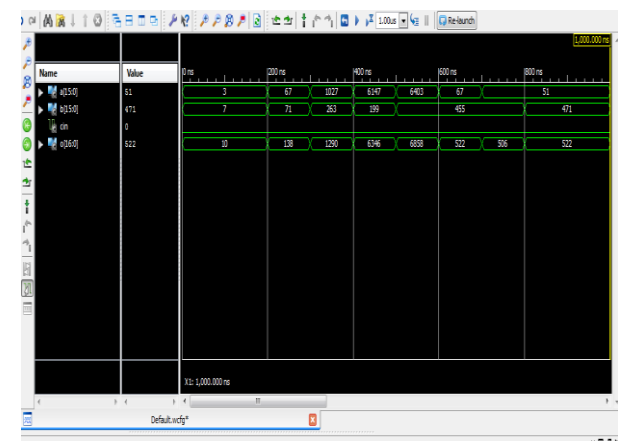 1.00us Re-launch
1,000.000 ns
Name Value 0 ns 200 ns 400 ns 600 ns 800 ns
a[15:0] 51 3 67 1027 6147 6403 67 51
b[15:0] 471 7 71 263 199 455 471
cin 0
o[16:0] 522 10 138 1290 6346 6858 522 506 522
X1: 1,000.000 ns
Default.wcfg*